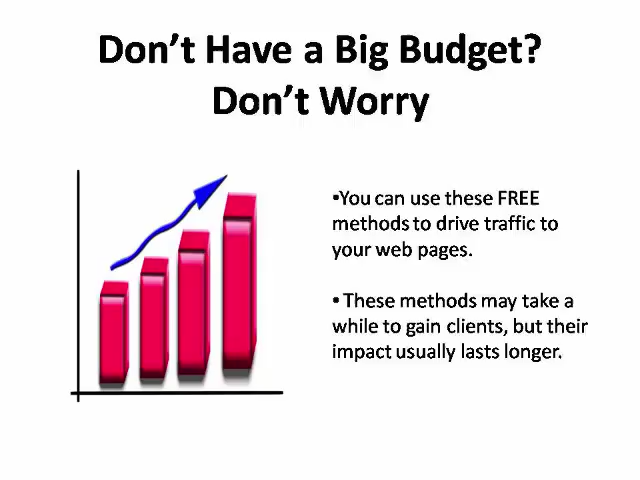 Don't Have a Big Budget?
Don't Worry
•You can use these FREE
methods to drive traffic to
your web pages.
• These methods may take a
while to gain clients, but their
impact usually lasts longer.